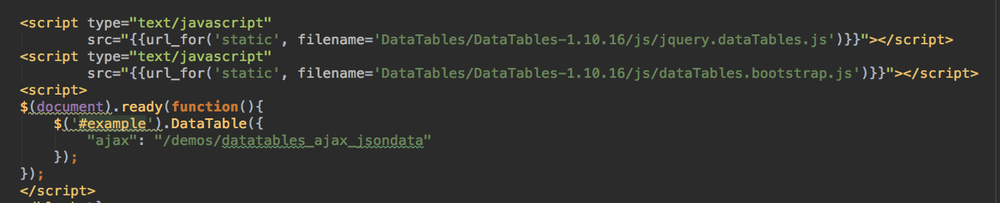 <script type="text/javascript"
        src="{{url_for('static', filename='DataTables/DataTables-1.10.16/js/jquery.dataTables.js')}}"></script>
<script type="text/javascript"
        src="{{url_for('static', filename='DataTables/DataTables-1.10.16/js/dataTables.bootstrap.js')}}"></script>
<script>
$(document).ready(function(){
    $('#example').DataTable({
        "ajax": "/demos/datatables_ajax_jsondata"
    });
});
</script>